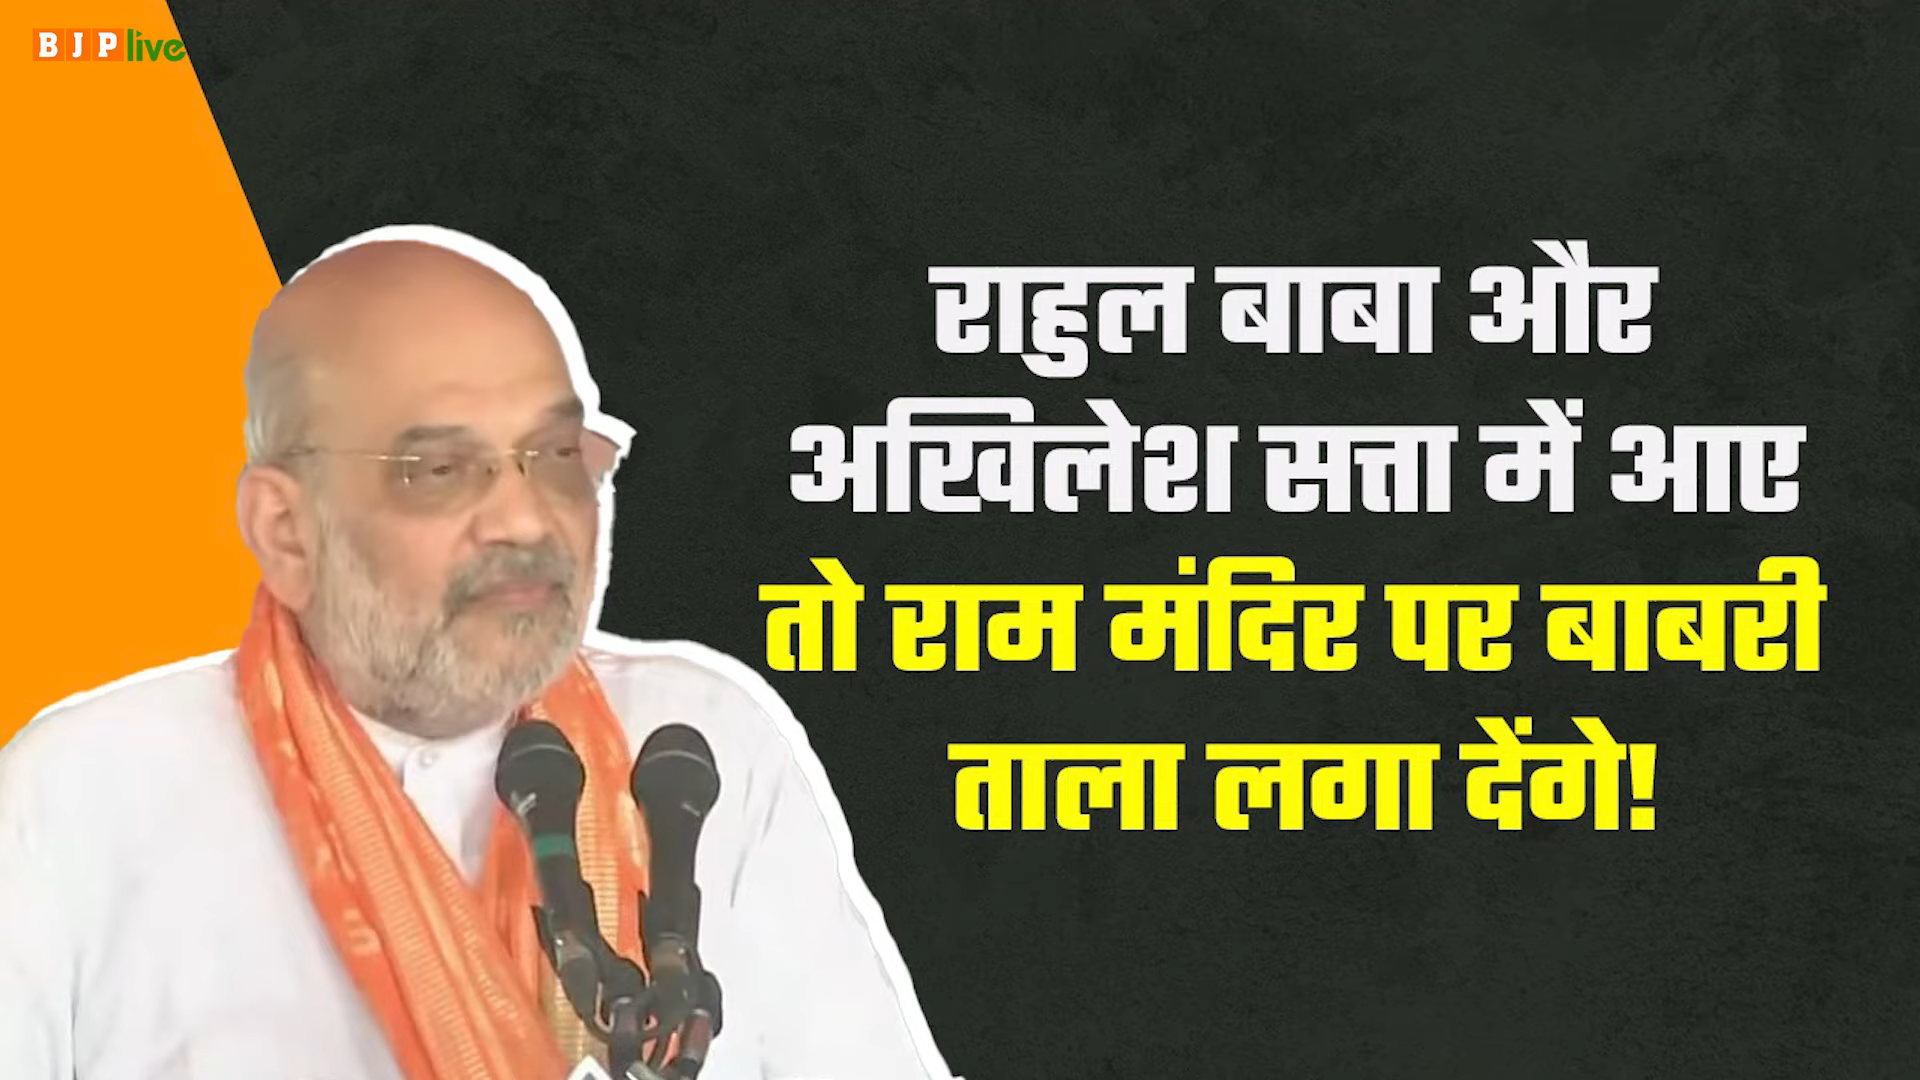 BJP live
राहुल बाबा और
अखिलेश सत्ता में आए
तो राम मंदिर पर बाबरी
ताला लगा देंगे!